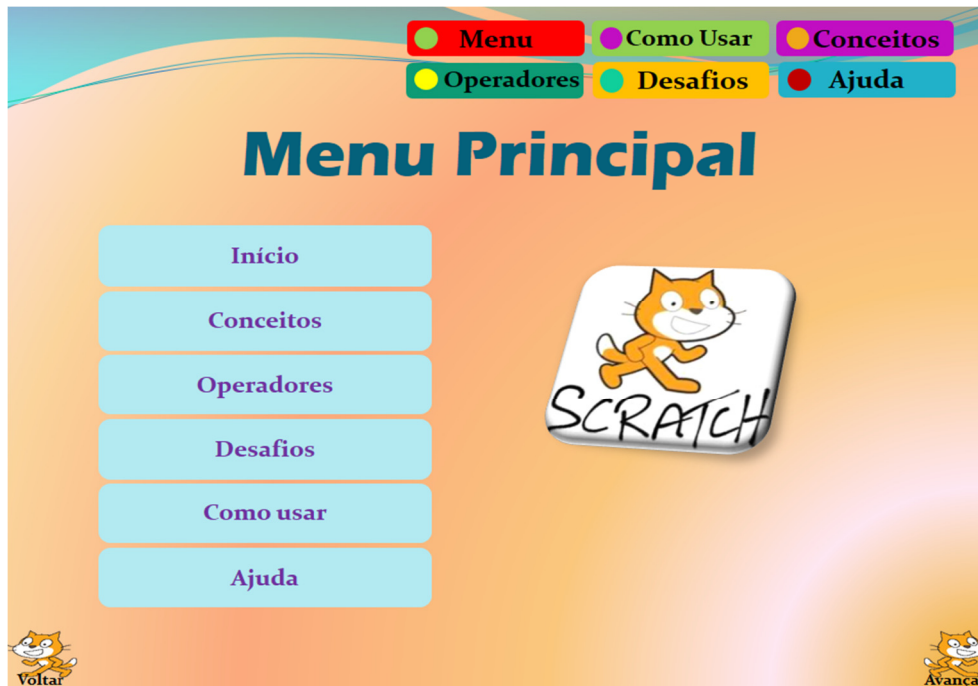 Menu
Como Usar
Conceitos
Operadores
Desafios
Ajuda
Menu Principal
Início
Conceitos
Operadores
Desafios
Como usar
Ajuda
SCRATCH
Voltar
Avança